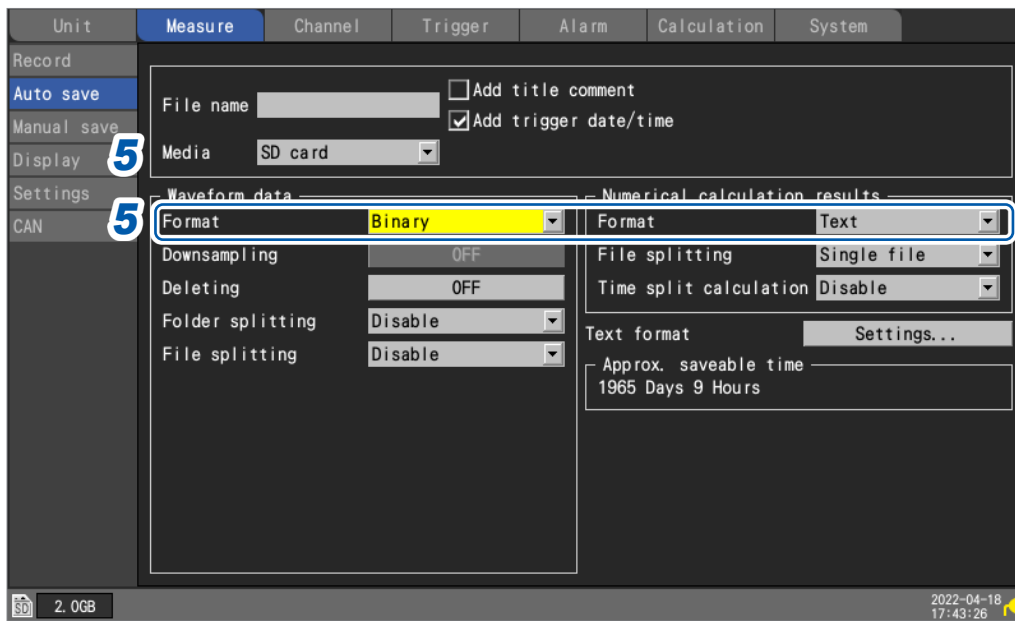 Unit Measure Channel Trigger Alarm Calculation System
Record
Auto save
Manual save
Display
Settings
CAN
File name
Add title comment
Add trigger date/time
5
Media SD card
Waveform data
5
Format Binary
Downsampling OFF
Deleting OFF
Folder splitting Disable
File splitting Disable
Numerical calculation results
Format Text
File splitting Single file
Time split calculation Disable
Text format Settings...
Approx. saveable time
1965 Days 9 Hours
SD 2.0GB
2022-04-18
17:43:26